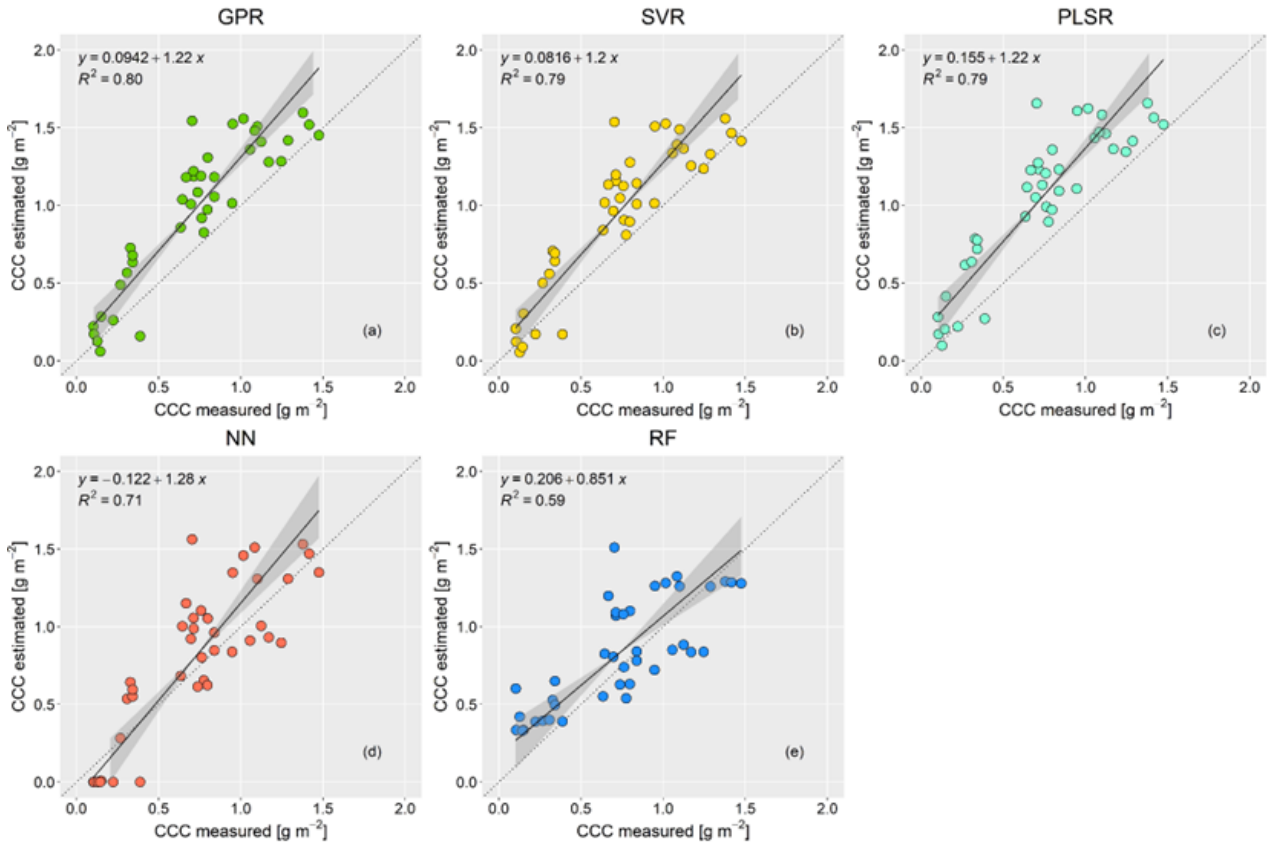 GPR
y = 0.0942 + 1.22 x
R² = 0.80
CCC estimated [g m⁻²]
2.0
1.5
1.0
0.5
0.0
(a)
0.0 0.5 1.0 1.5 2.0
CCC measured [g m⁻²]
SVR
y = 0.0816 + 1.2 x
R² = 0.79
CCC estimated [g m⁻²]
2.0
1.5
1.0
0.5
0.0
(b)
0.0 0.5 1.0 1.5 2.0
CCC measured [g m⁻²]
PLSR
y = 0.155 + 1.22 x
R² = 0.79
CCC estimated [g m⁻²]
2.0
1.5
1.0
0.5
0.0
(c)
0.0 0.5 1.0 1.5 2.0
CCC measured [g m⁻²]
NN
y = −0.122 + 1.28 x
R² = 0.71
CCC estimated [g m⁻²]
2.0
1.5
1.0
0.5
0.0
(d)
0.0 0.5 1.0 1.5 2.0
CCC measured [g m⁻²]
RF
y = 0.206 + 0.851 x
R² = 0.59
CCC estimated [g m⁻²]
2.0
1.5
1.0
0.5
0.0
(e)
0.0 0.5 1.0 1.5 2.0
CCC measured [g m⁻²]